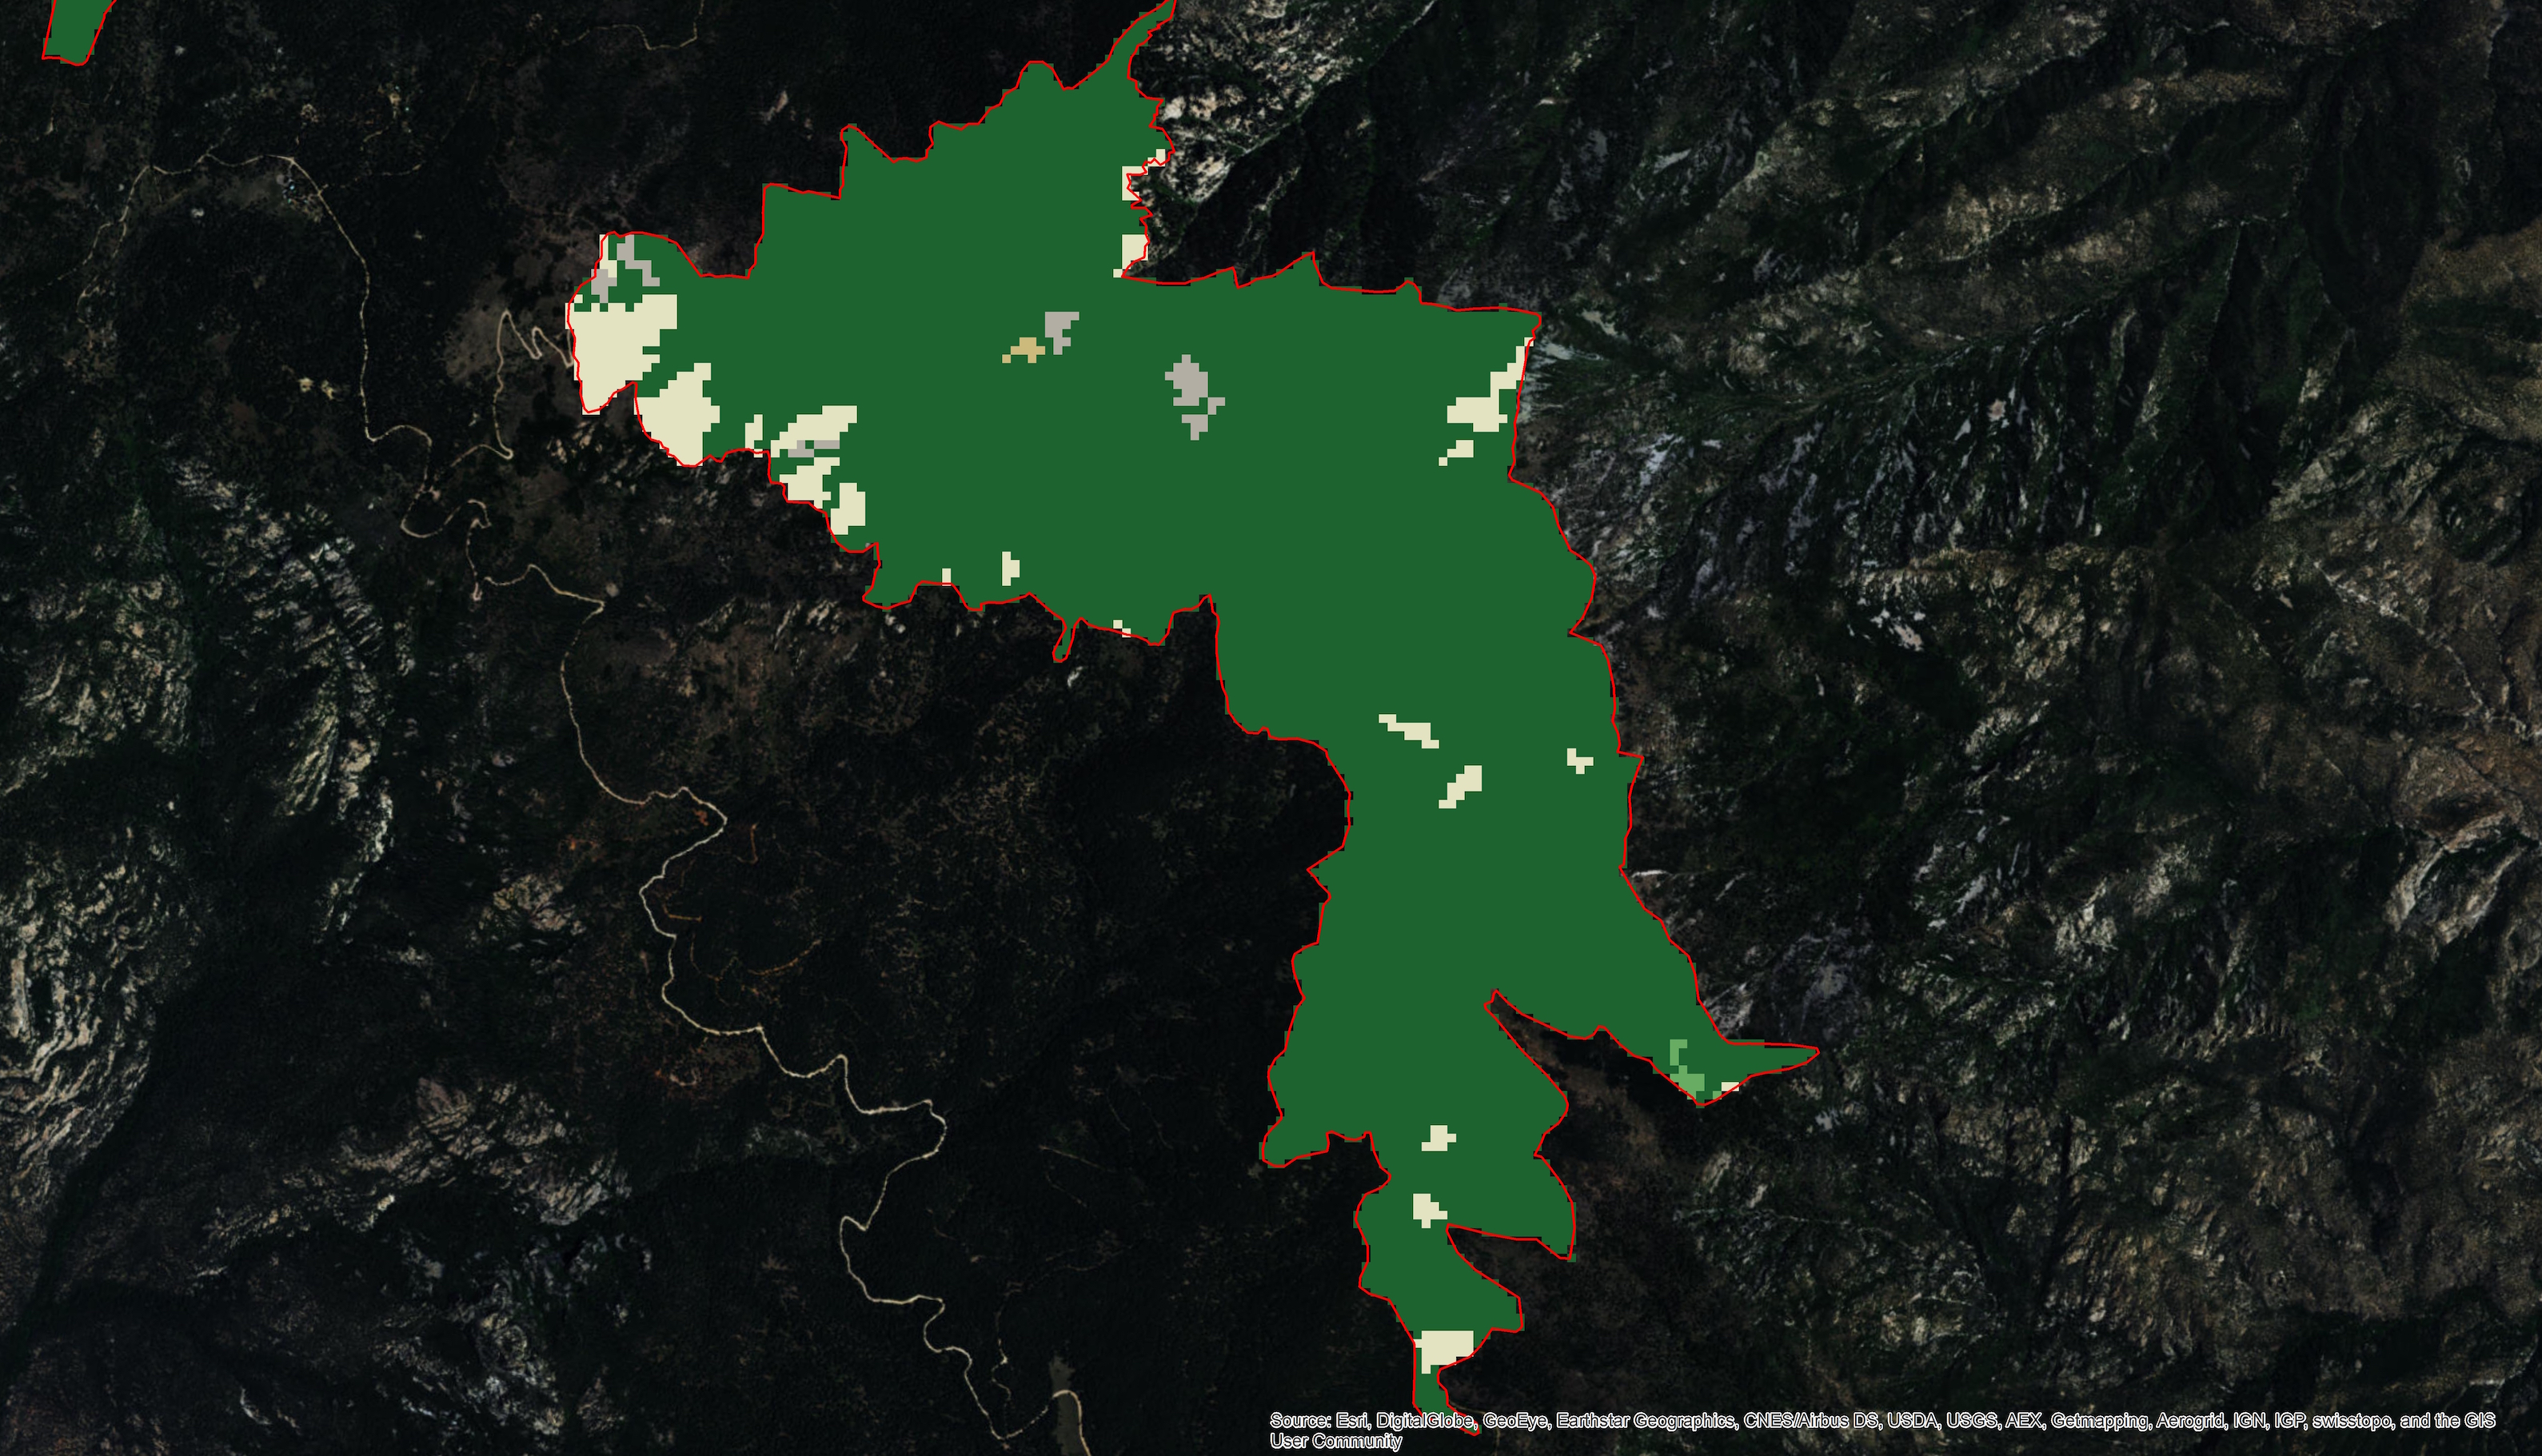 Source: Esri, DigitalGlobe, GeoEye, Earthstar Geographics, CNES/Airbus DS, USDA, USGS, AEX, Getmapping, Aerogrid, IGN, IGP, swisstopo, and the GIS
User Community